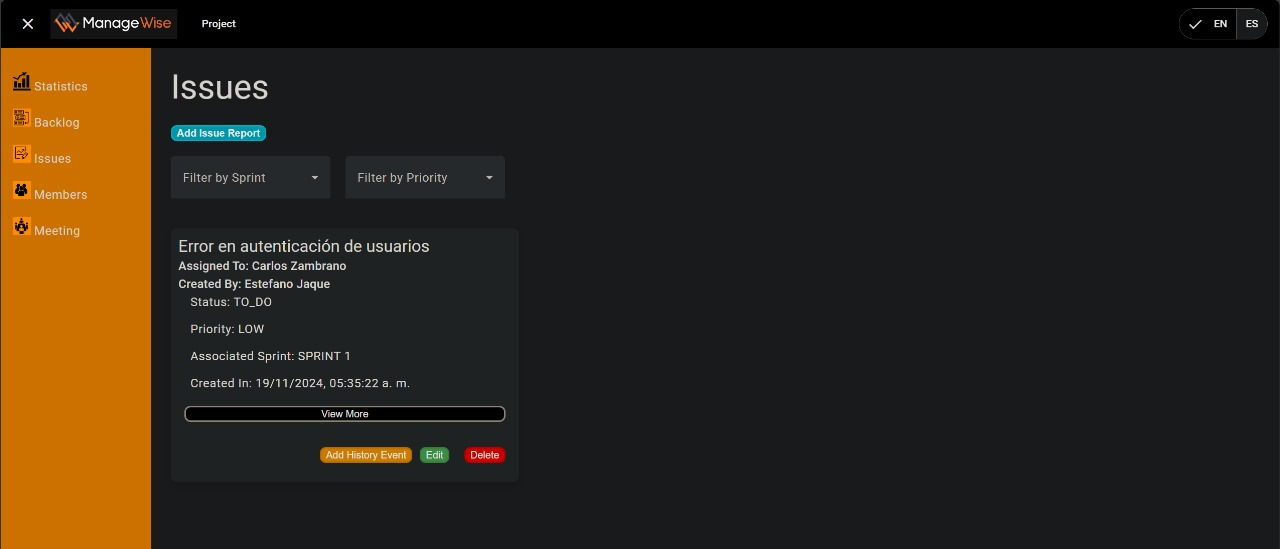 ManageWise Project EN ES
Statistics
Backlog
Issues
Members
Meeting
Issues
Add Issue Report
Filter by Sprint Filter by Priority
Error en autenticación de usuarios
Assigned To: Carlos Zambrano
Created By: Estefano Jaque
Status: TO_DO
Priority: LOW
Associated Sprint: SPRINT 1
Created In: 19/11/2024, 05:35:22 a. m.
View More
Add History Event Edit Delete